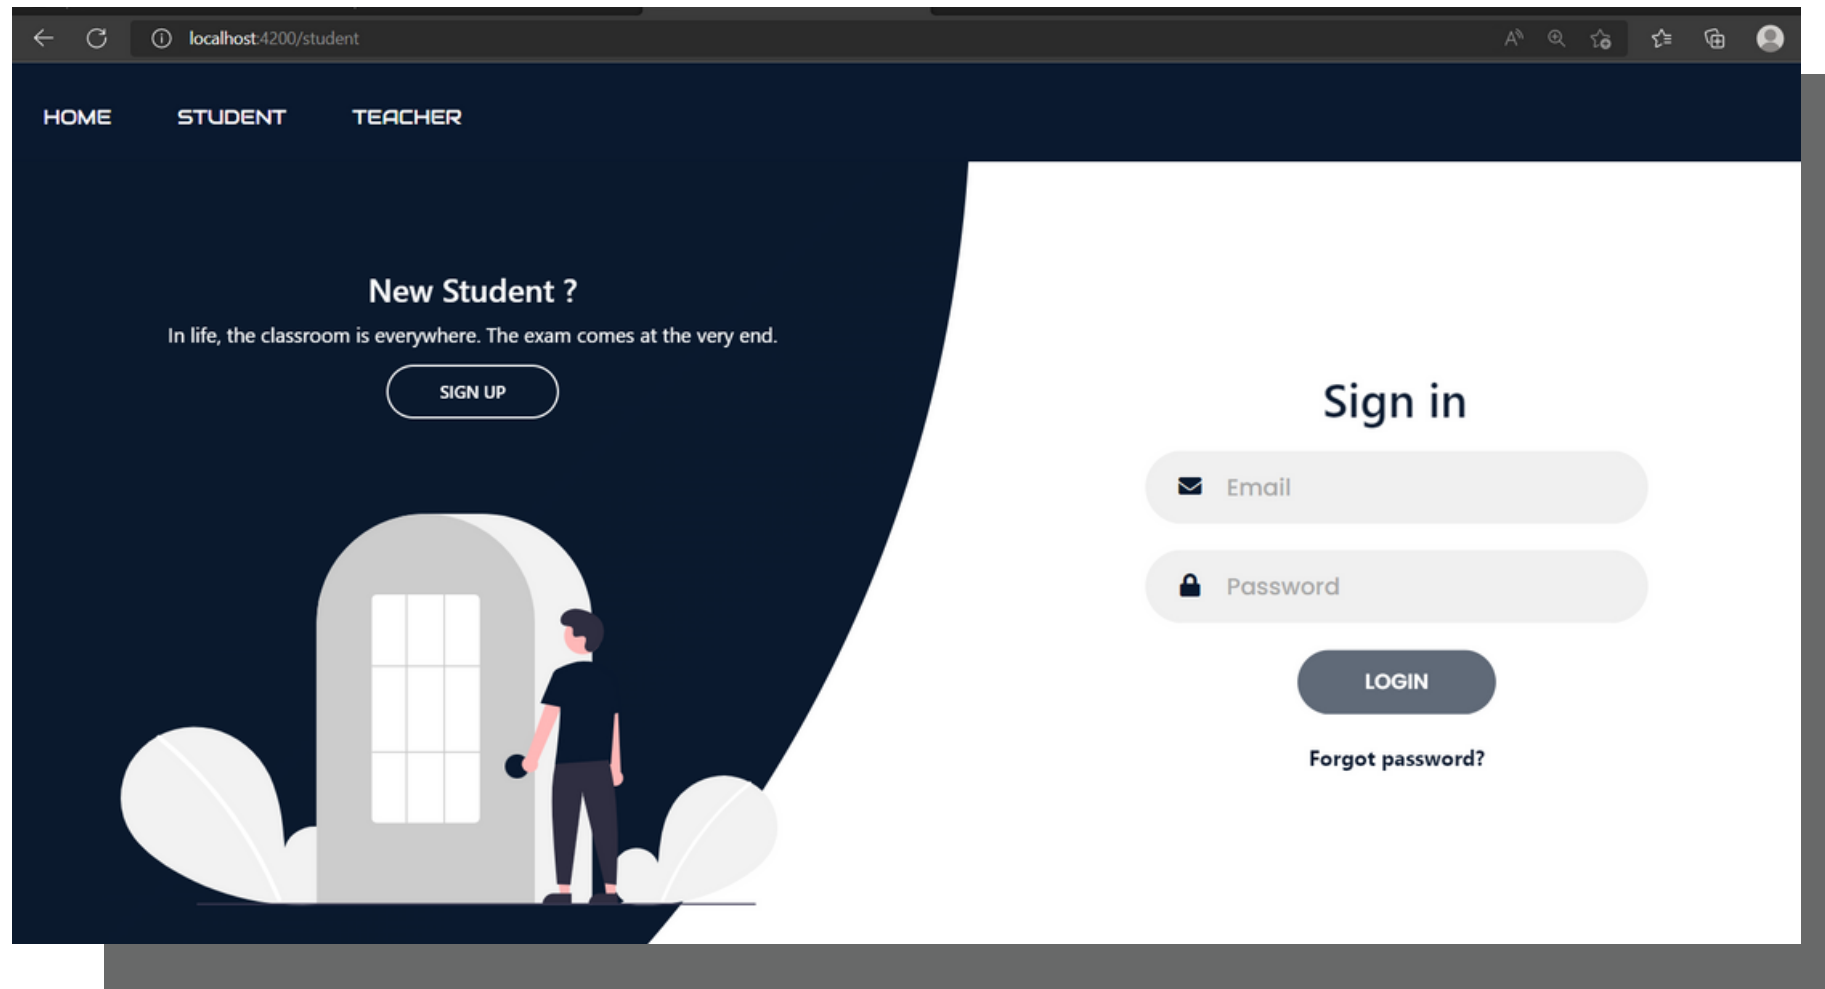 localhost:4200/student
HOME STUDENT TEACHER
New Student ?
In life, the classroom is everywhere. The exam comes at the very end.
SIGN UP
Sign in
Email
Password
LOGIN
Forgot password?